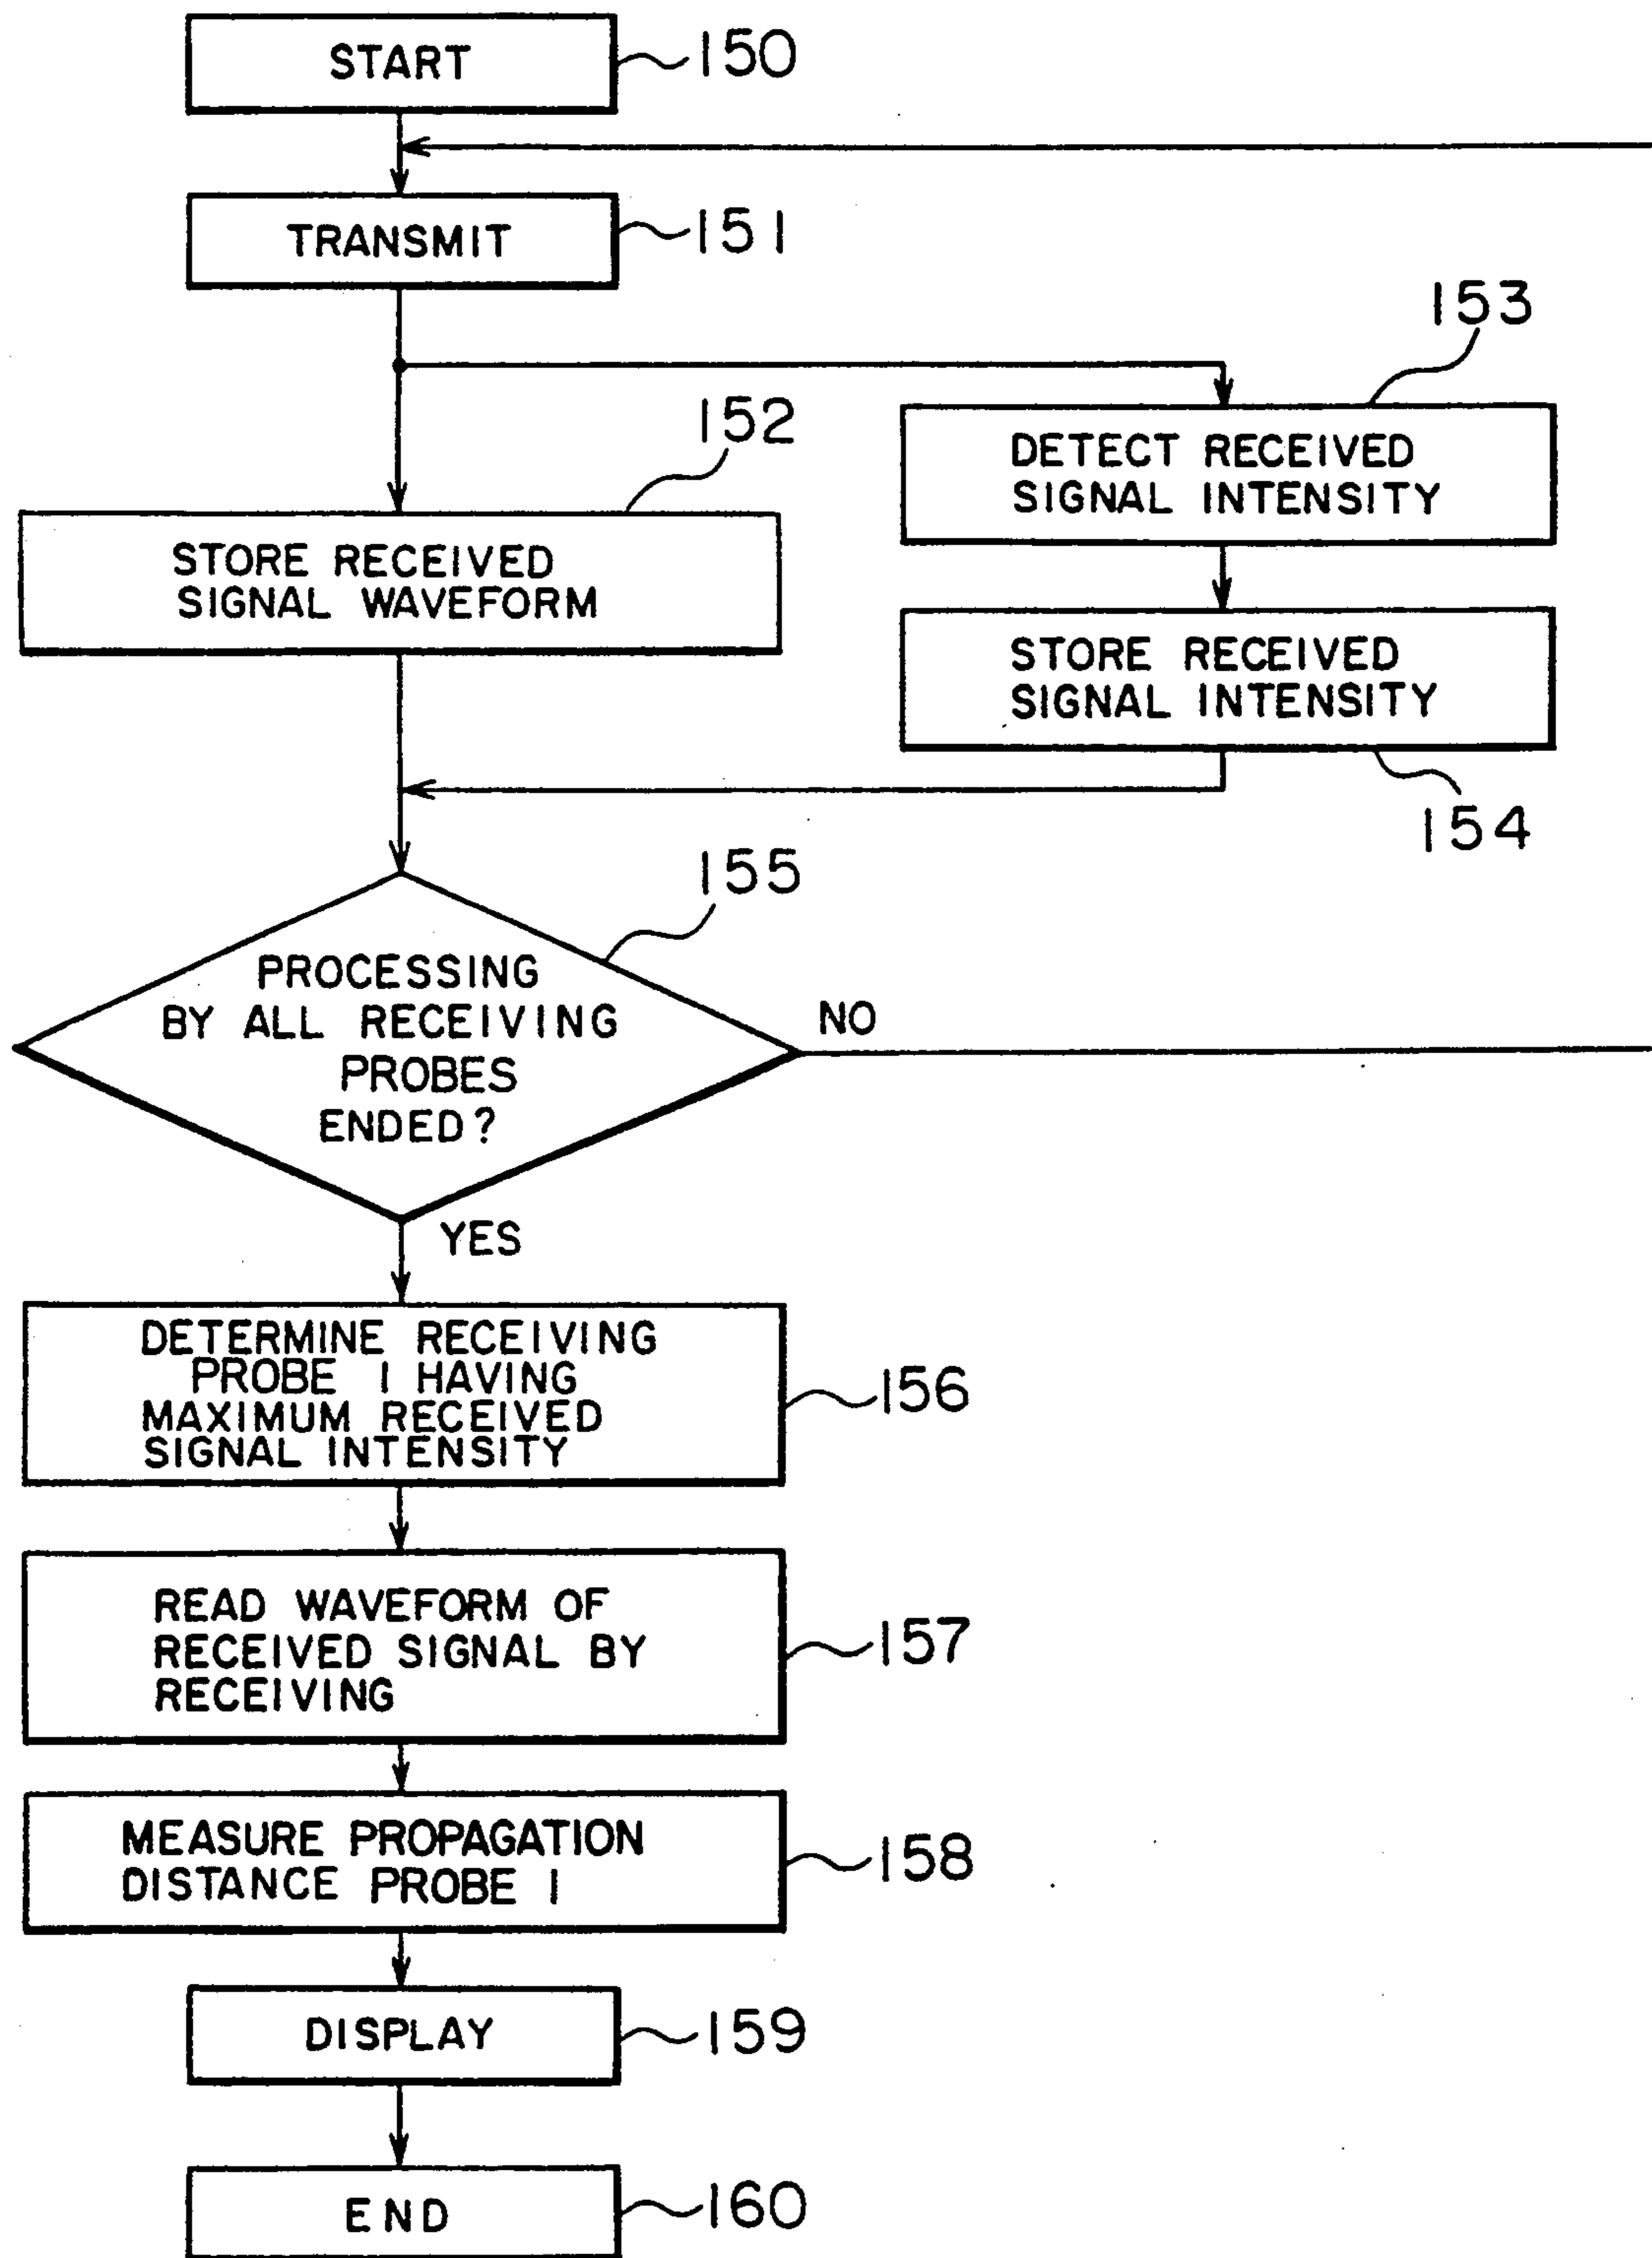 START
150
TRANSMIT
151
153
DETECT RECEIVED
SIGNAL INTENSITY
152
STORE RECEIVED
SIGNAL WAVEFORM
STORE RECEIVED
SIGNAL INTENSITY
154
155
PROCESSING
BY ALL RECEIVING
PROBES
ENDED?
NO
YES
DETERMINE RECEIVING
PROBE I HAVING
MAXIMUM RECEIVED
SIGNAL INTENSITY
156
READ WAVEFORM OF
RECEIVED SIGNAL BY
RECEIVING
157
MEASURE PROPAGATION
DISTANCE PROBE I
158
DISPLAY
159
END
160